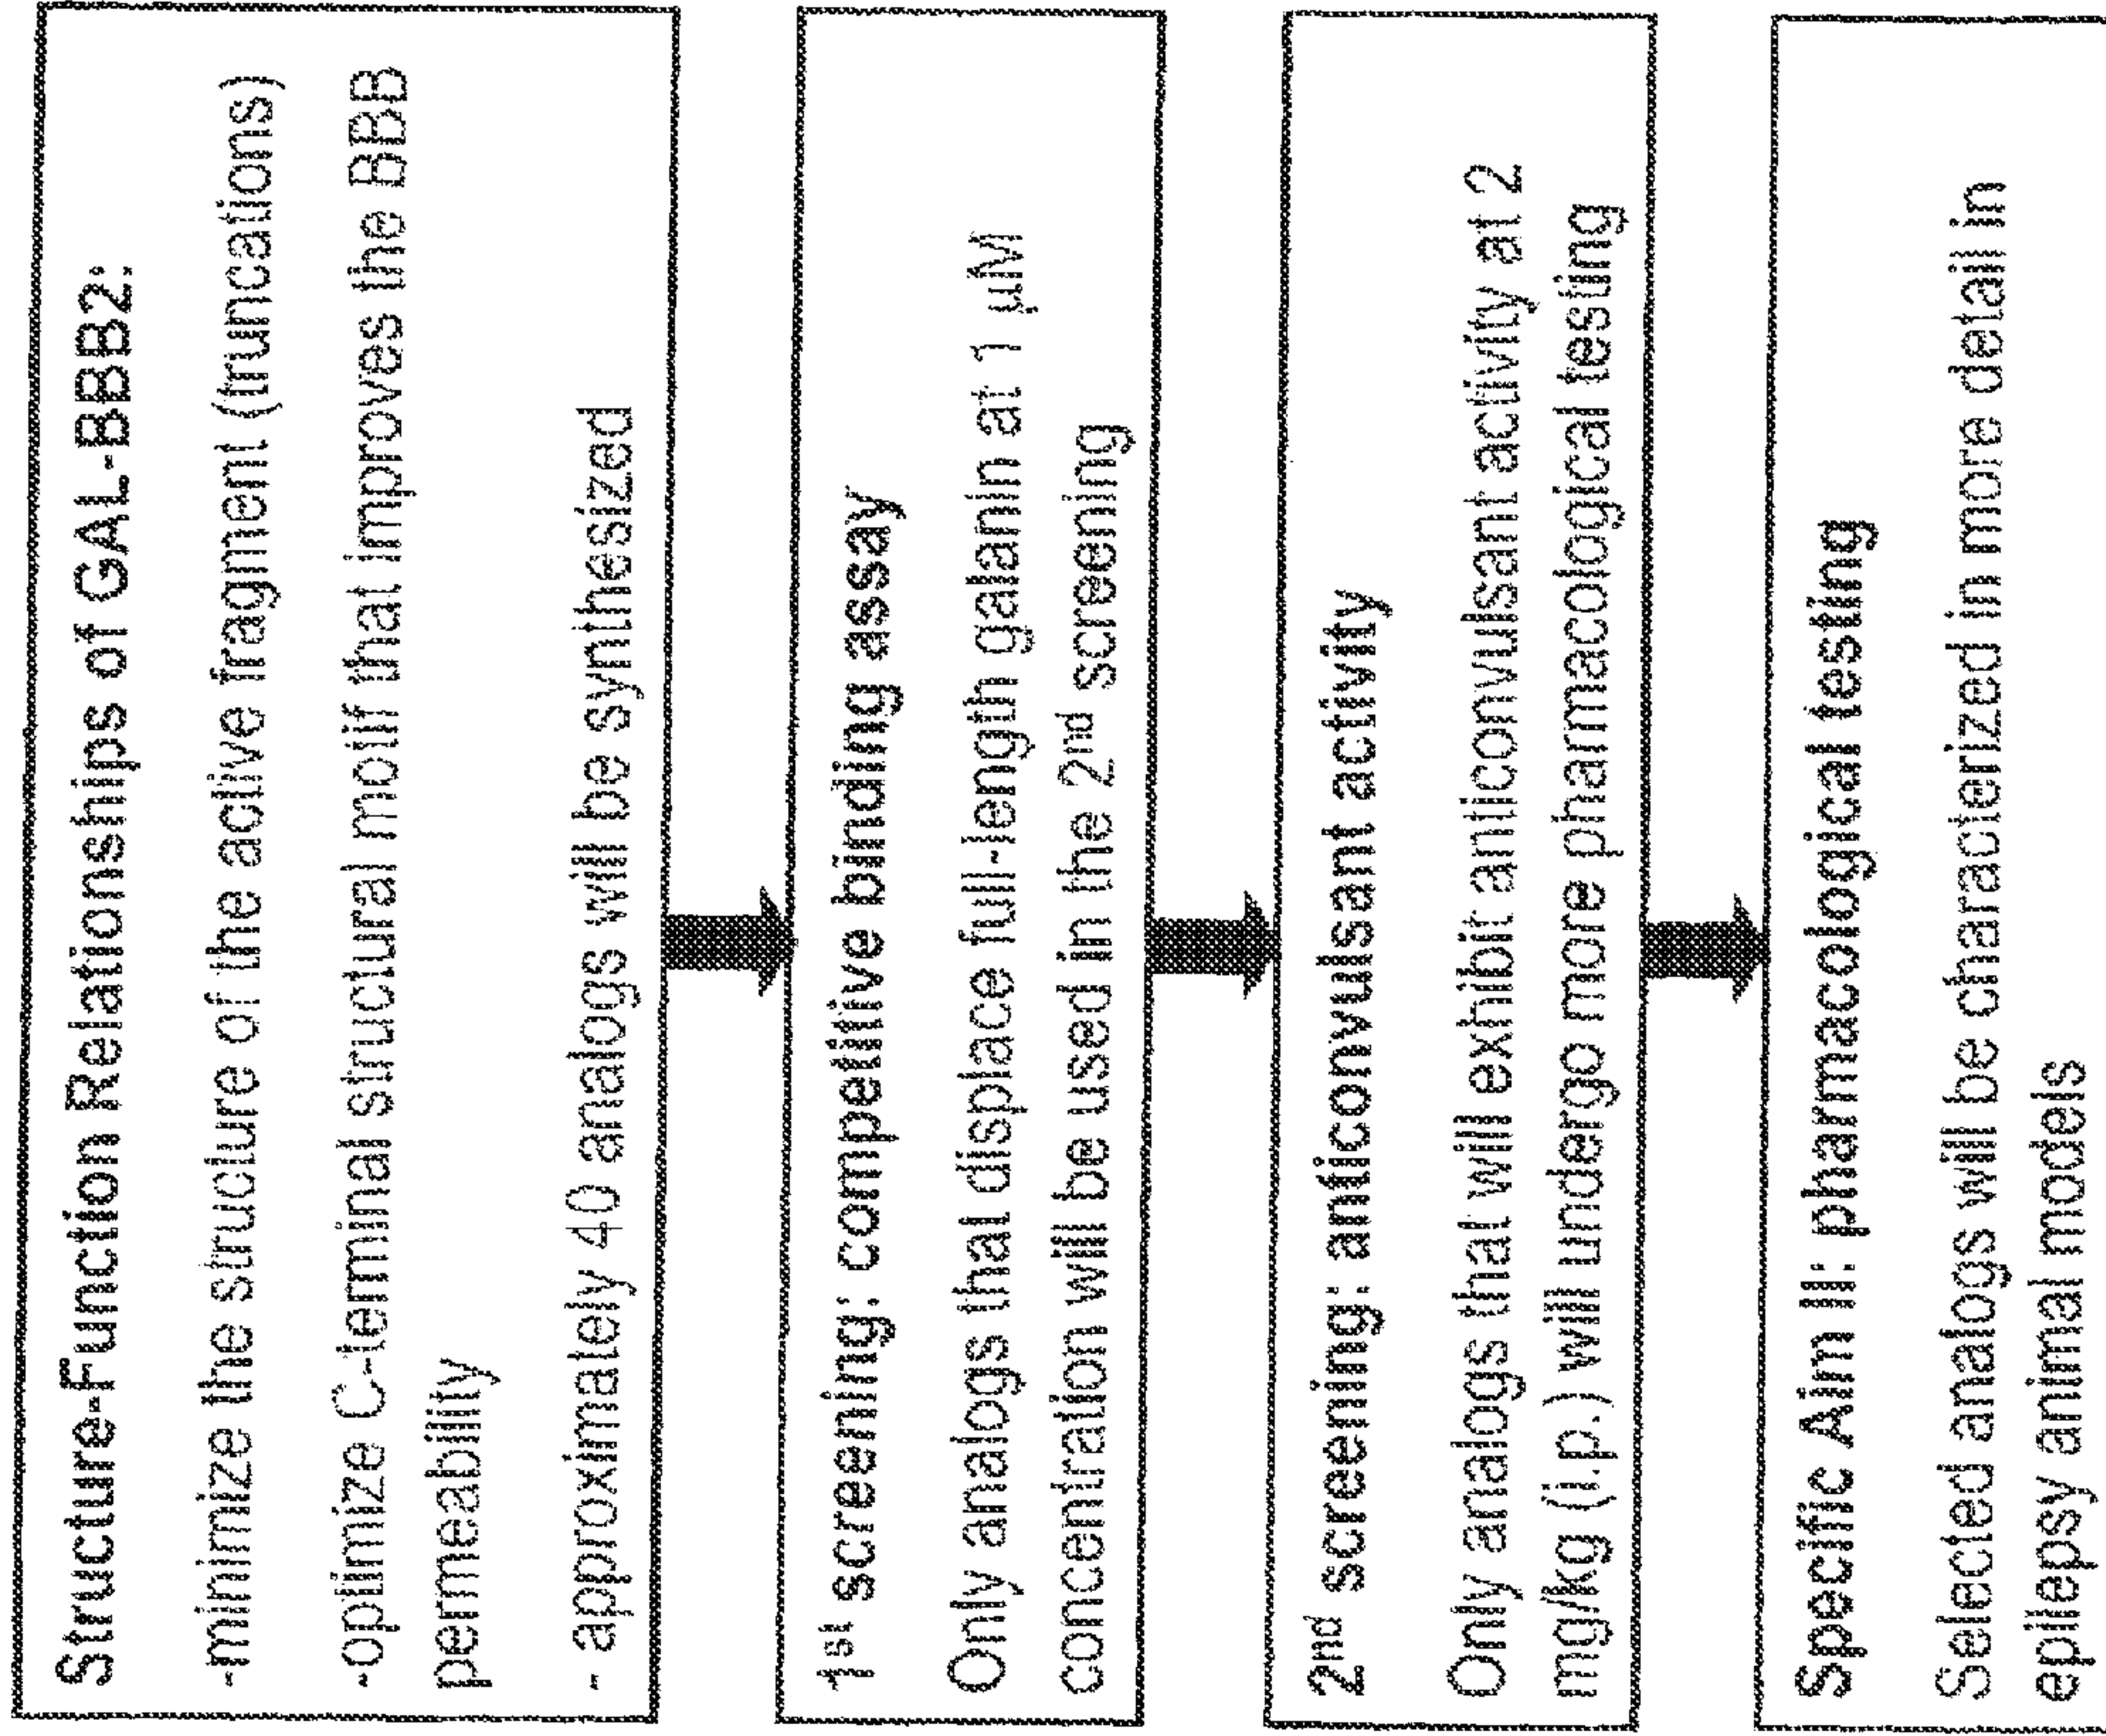 Structure-Function Relationships of GAL-BBB2:
-minimize the structure of the active fragment (truncations)
-optimize C-terminal structural motif that improves the BBB
permeability
- approximately 40 analogs will be synthesized
1st screening: competitive binding assay
Only analogs that displace full-length galanin at 1 μM
concentration will be used in the 2nd screening
2nd screening: anticonvulsant activity
Only analogs that will exhibit anticonvulsant activity at 2
mg/kg (i.p.) will undergo more pharmacological testing
Specific Aim II: pharmacological testing
Selected analogs will be characterized in more detail in
epilepsy animal models